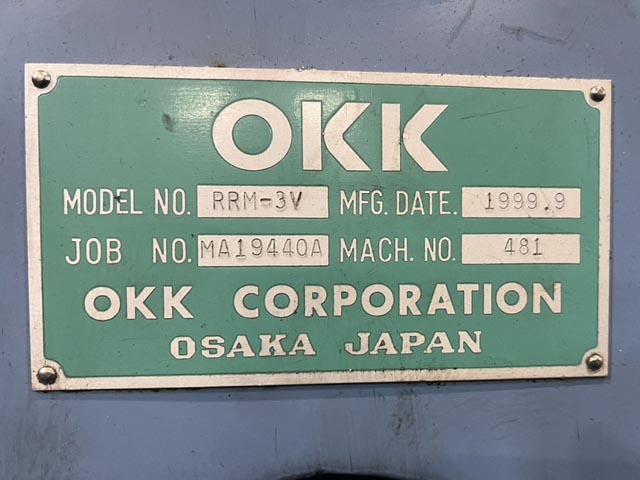 OKK
MODEL NO. RRM-3V MFG. DATE. 1999.9
JOB NO. MA19440A MACH. NO. 481
OKK CORPORATION
OSAKA JAPAN